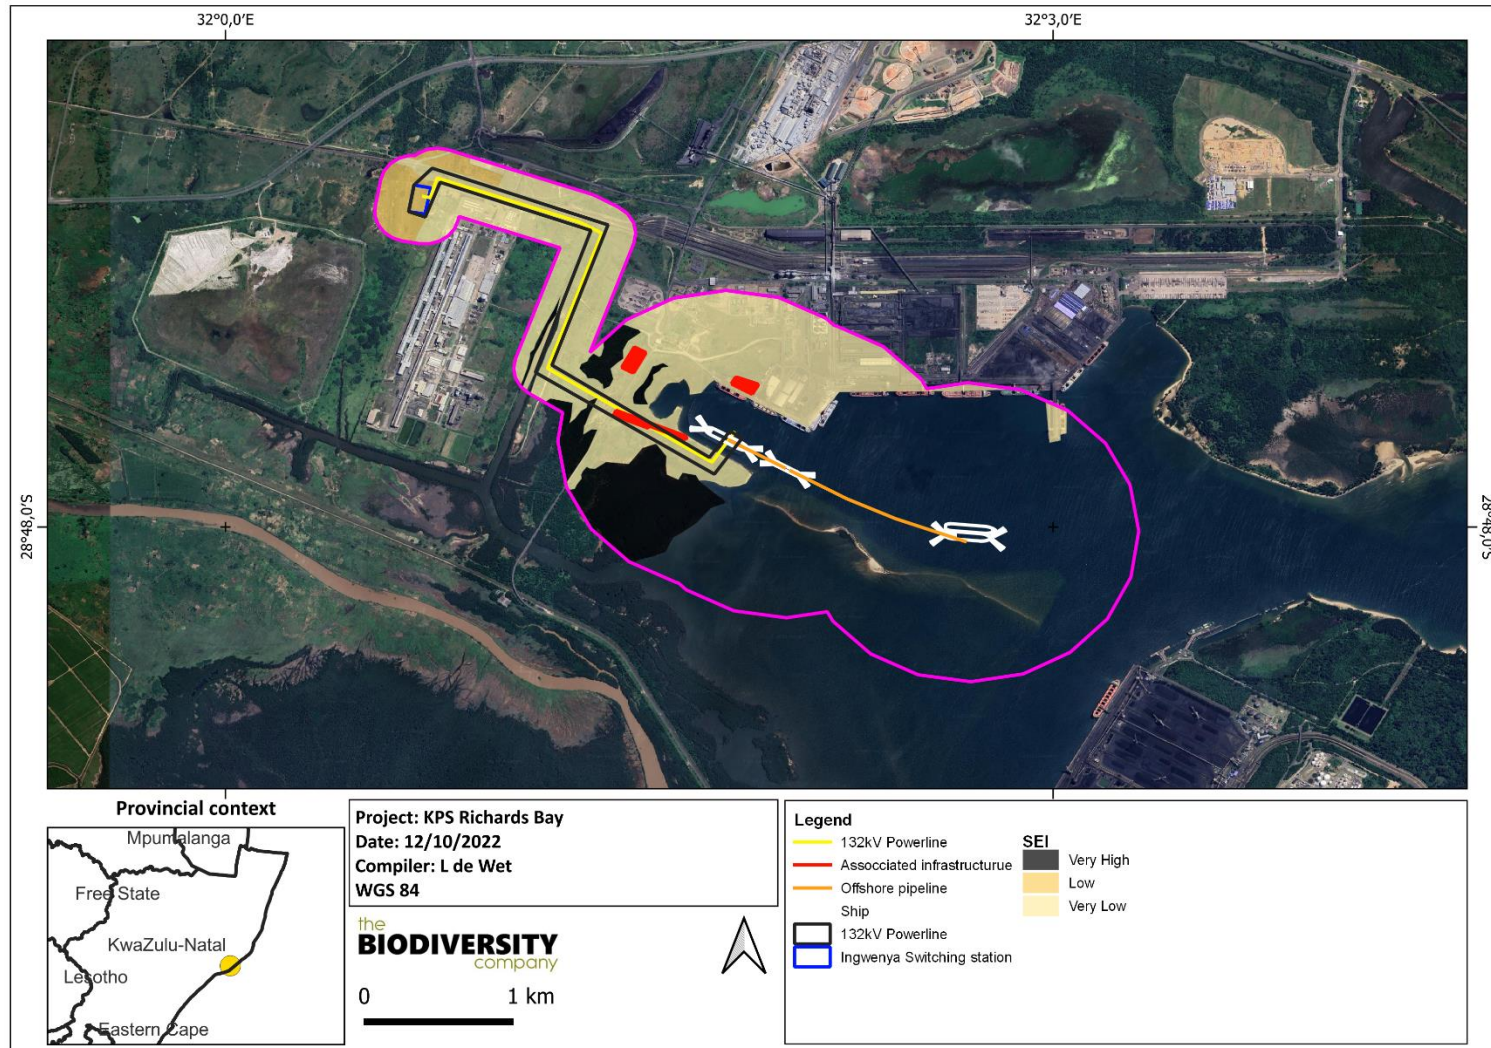 32°0,0'E
32°3,0'E
28°48,0'S
28°48,0'S
Provincial context
Mpumalanga
Free State
KwaZulu-Natal
Lesotho
Eastern Cape
Project: KPS Richards Bay
Date: 12/10/2022
Compiler: L de Wet
WGS 84
the
BIODIVERSITY
company
0 1 km
Legend
132kV Powerline
Assocciated infrastructurue
Offshore pipeline
Ship
132kV Powerline
Ingwenya Switching station
SEI
Very High
Low
Very Low